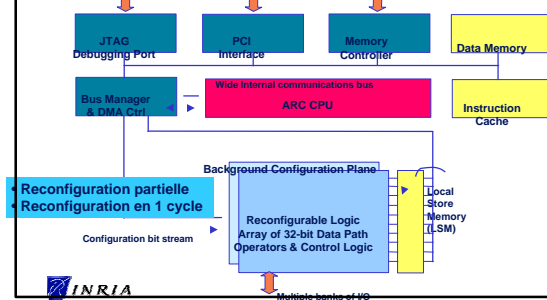 JTAG
Debugging Port
PCI
Interface
Memory
Controller
Data Memory
Wide Internal communications bus
Bus Manager
& DMA Ctrl
ARC CPU
Instruction
Cache
Background Configuration Plane
• Reconfiguration partielle
• Reconfiguration en 1 cycle
Reconfigurable Logic
Array of 32-bit Data Path
Operators & Control Logic
Local
Store
Memory
(LSM)
Configuration bit stream
INRIA
Multiple banks of I/O